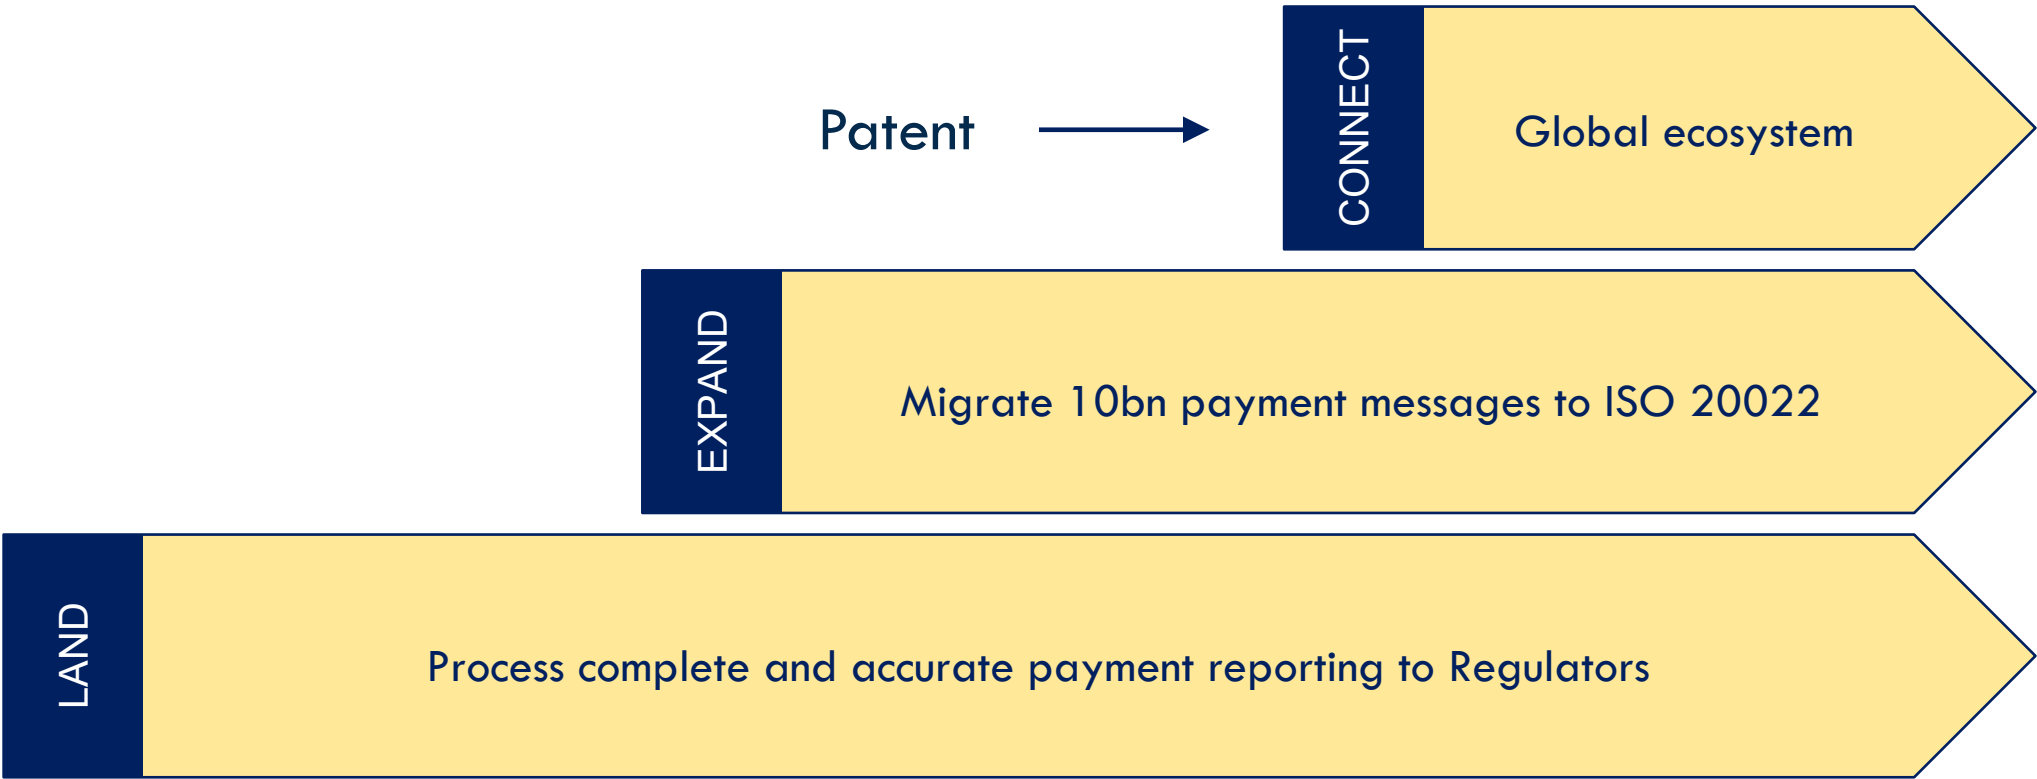 CONNECT
Patent
Global ecosystem
EXPAND
Migrate 10bn payment messages to ISO 20022
LAND
Process complete and accurate payment reporting to Regulators